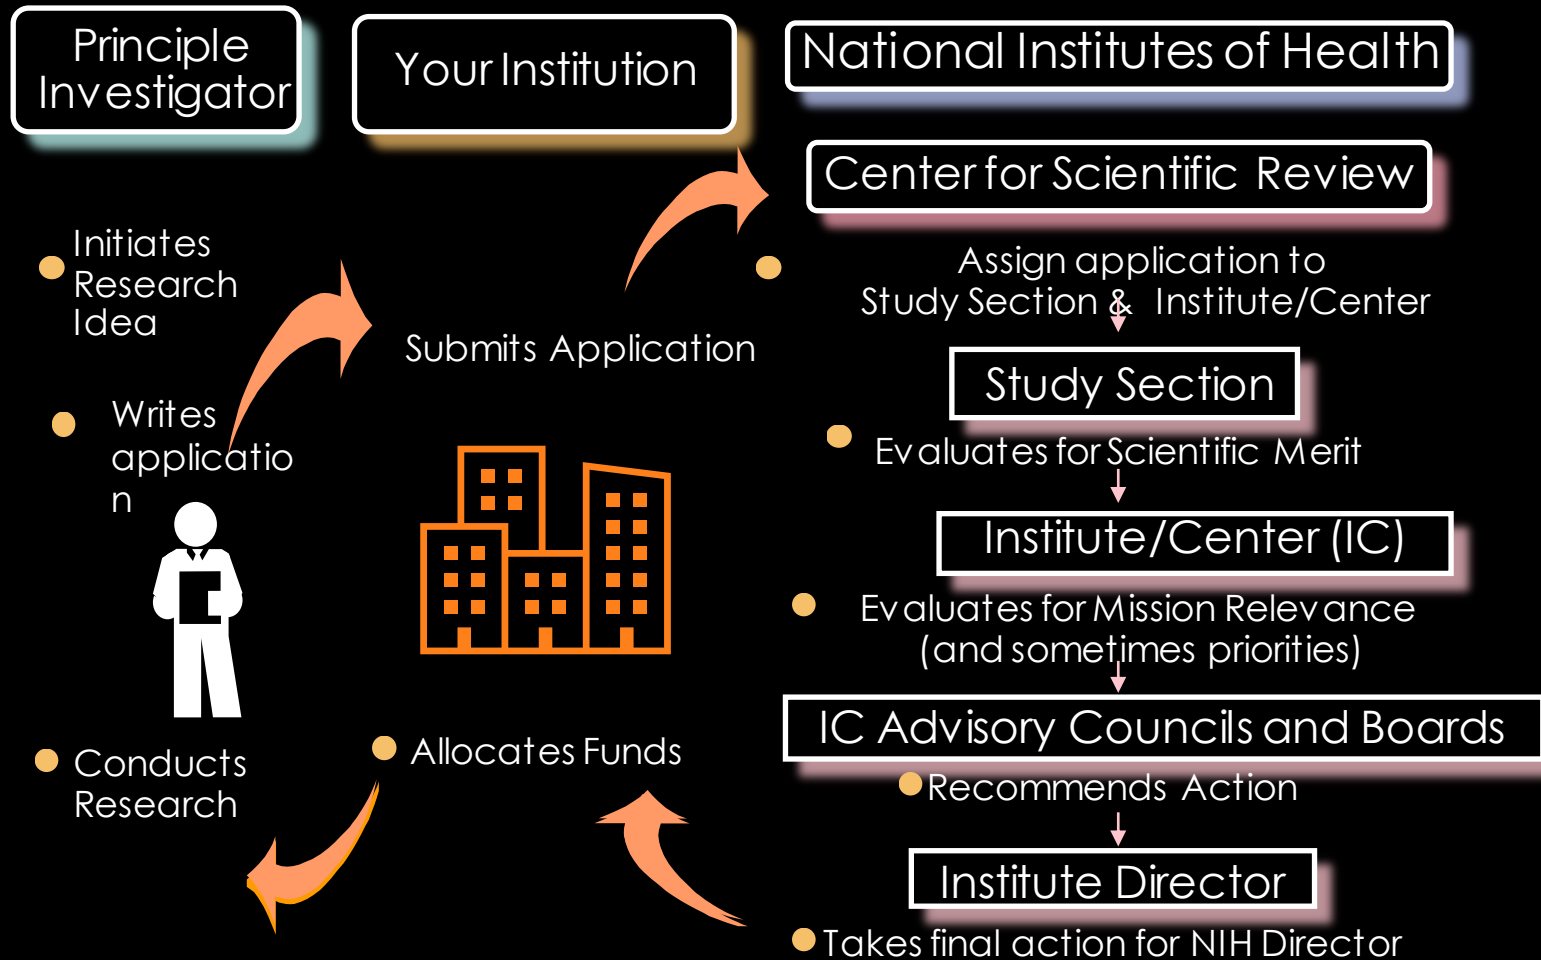 Principle
Investigator
Your Institution
National Institutes of Health
Center for Scientific Review
Initiates
Research
Idea
Writes
applicatio
n
Conducts
Research
Submits Application
Allocates Funds
Assign application to
Study Section & Institute/Center
Study Section
Evaluates for Scientific Merit
Institute/Center (IC)
Evaluates for Mission Relevance
(and sometimes priorities)
IC Advisory Councils and Boards
Recommends Action
Institute Director
Takes final action for NIH Director